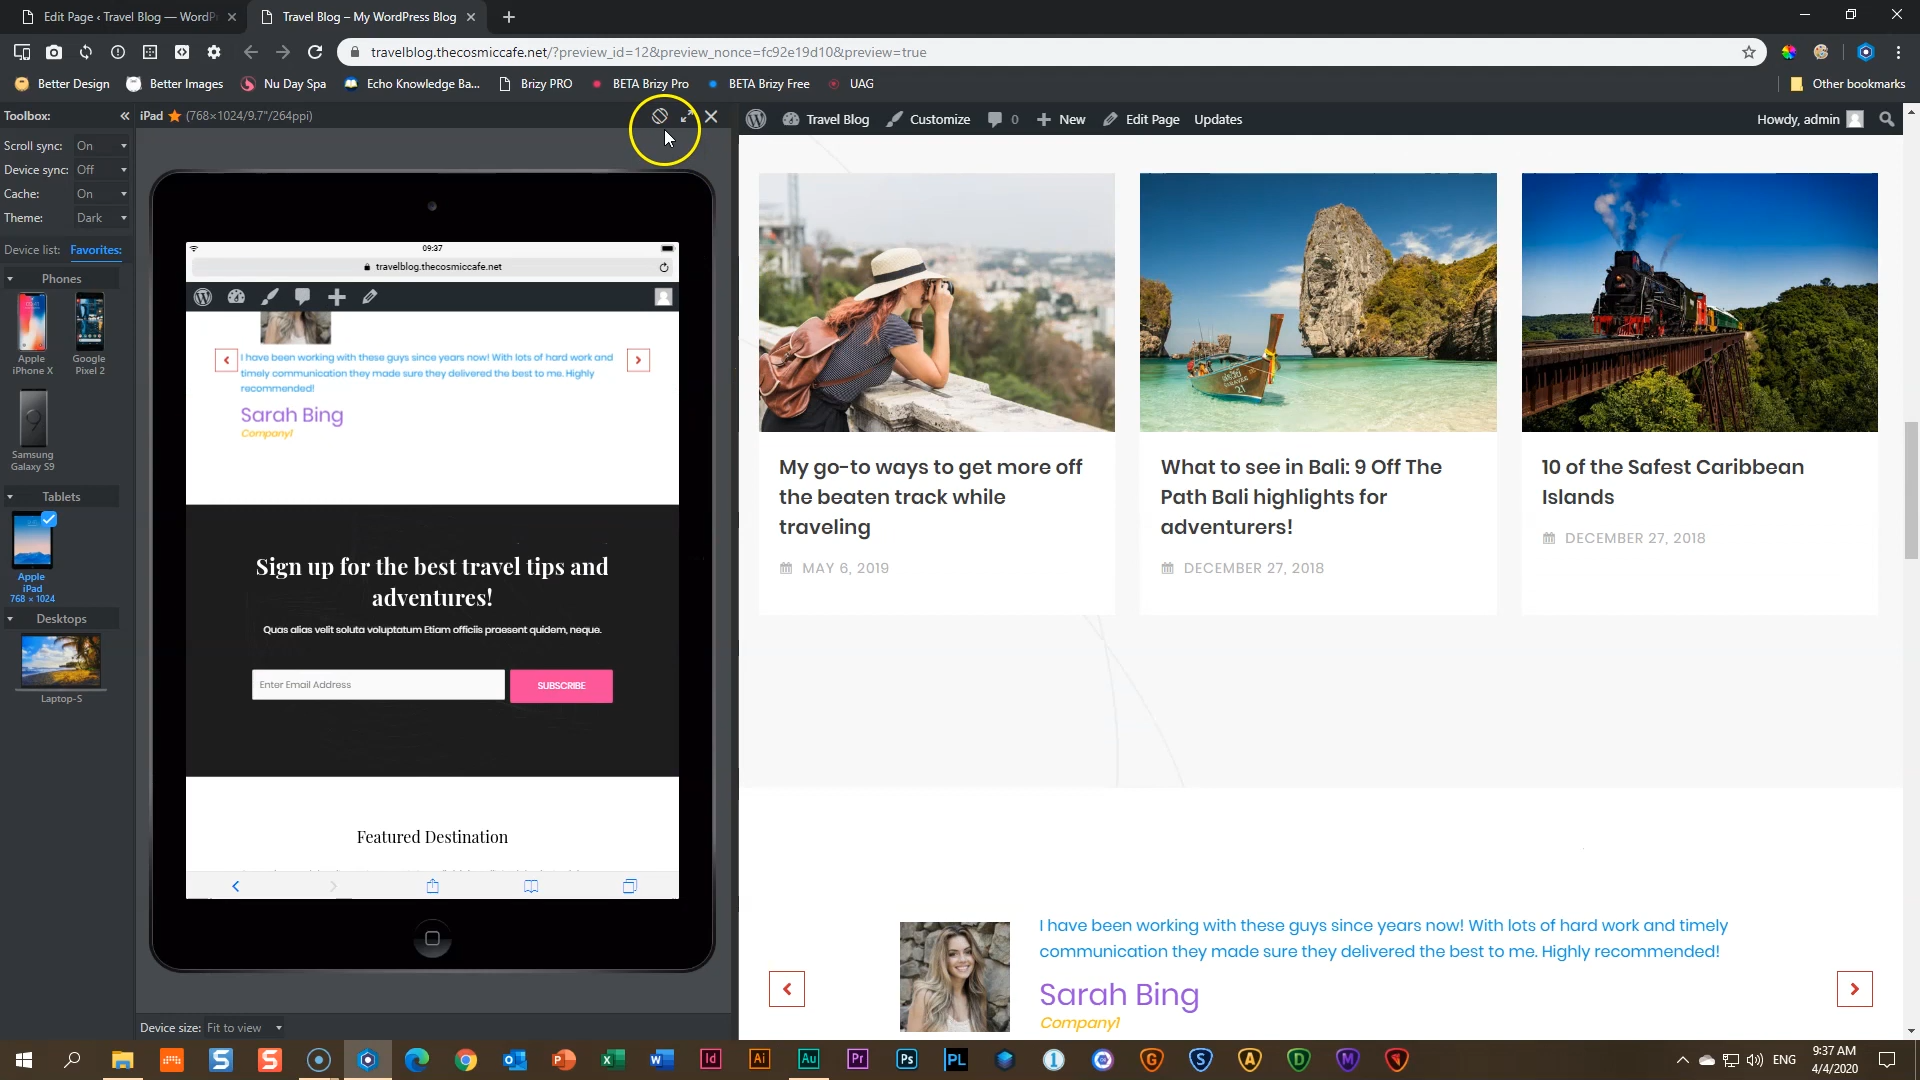 Edit Page ‹ Travel Blog — WordP
Travel Blog – My WordPress Blog
travelblog.thecosmiccafe.net/?preview_id=12&preview_nonce=fc92e19d10&preview=true
Better Design
Better Images
Nu Day Spa
Echo Knowledge Ba...
Brizy PRO
BETA Brizy Pro
BETA Brizy Free
UAG
Other bookmarks
Toolbox:
iPad
(768×1024/9.7"/264ppi)
Scroll sync: On
Device sync: Off
Cache: On
Theme: Dark
Device list: Favorites:
Phones
Apple
iPhone X
Google
Pixel 2
9
Samsung
Galaxy S9
Tablets
Apple
iPad
768 × 1024
Desktops
Laptop-S
09:37
travelblog.thecosmiccafe.net
I have been working with these guys since years now! With lots of hard work and
timely communication they made sure they delivered the best to me. Highly
recommended!
Sarah Bing
Company1
Sign up for the best travel tips and
adventures!
Quas alias velit soluta voluptatum Etiam officiis praesent quidem, neque.
Enter Email Address
SUBSCRIBE
Featured Destination
Device size: Fit to view
Travel Blog
Customize
0
New
Edit Page
Updates
Howdy, admin
21
My go-to ways to get more off
the beaten track while
traveling
MAY 6, 2019
What to see in Bali: 9 Off The
Path Bali highlights for
adventurers!
DECEMBER 27, 2018
10 of the Safest Caribbean
Islands
DECEMBER 27, 2018
I have been working with these guys since years now! With lots of hard work and timely
communication they made sure they delivered the best to me. Highly recommended!
Sarah Bing
Company1
S
S
Id
Ai
Au
Pr
Ps
PL
1
G
S
A
D
M
ENG
9:37 AM
4/4/2020